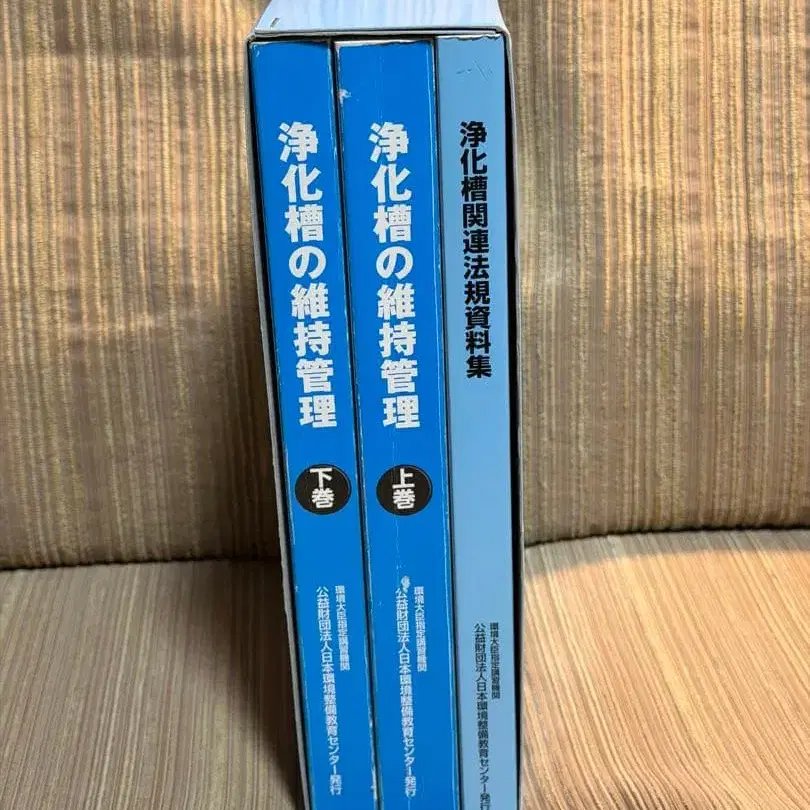 浄化槽関連法規資料集
環境大臣指定講習機関
公益財団法人日本環境整備教育センター発行
浄化槽の維持管理
上巻
環境大臣指定講習機関
公益財団法人日本環境整備教育センター発行
浄化槽の維持管理
下巻
環境大臣指定講習機関
公益財団法人日本環境整備教育センター発行